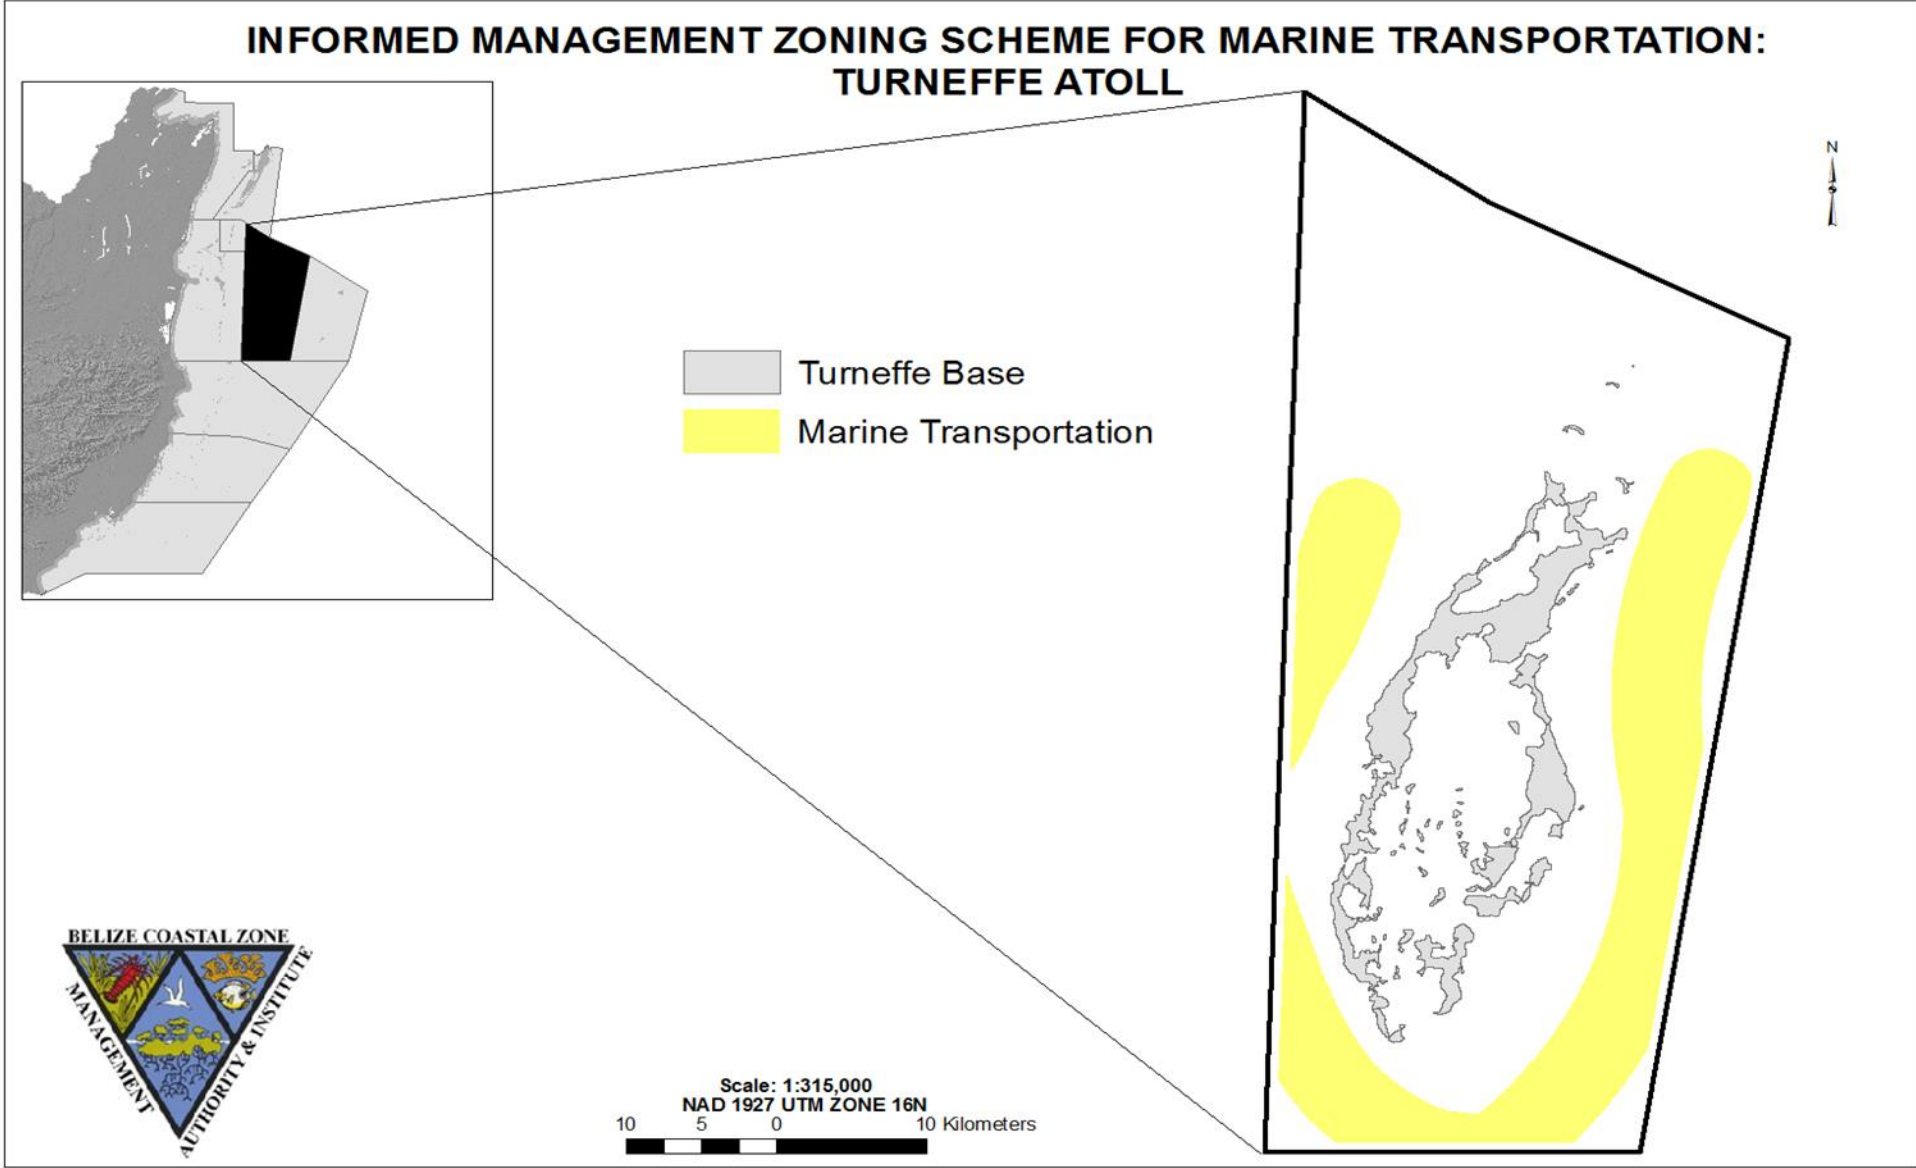 INFORMED MANAGEMENT ZONING SCHEME FOR MARINE TRANSPORTATION:
TURNEFFE ATOLL
N
Turneffe Base
Marine Transportation
BELIZE COASTAL ZONE
MANAGEMENT
AUTHORITY & INSTITUTE
Scale: 1:315,000
NAD 1927 UTM ZONE 16N
10 5 0 10 Kilometers